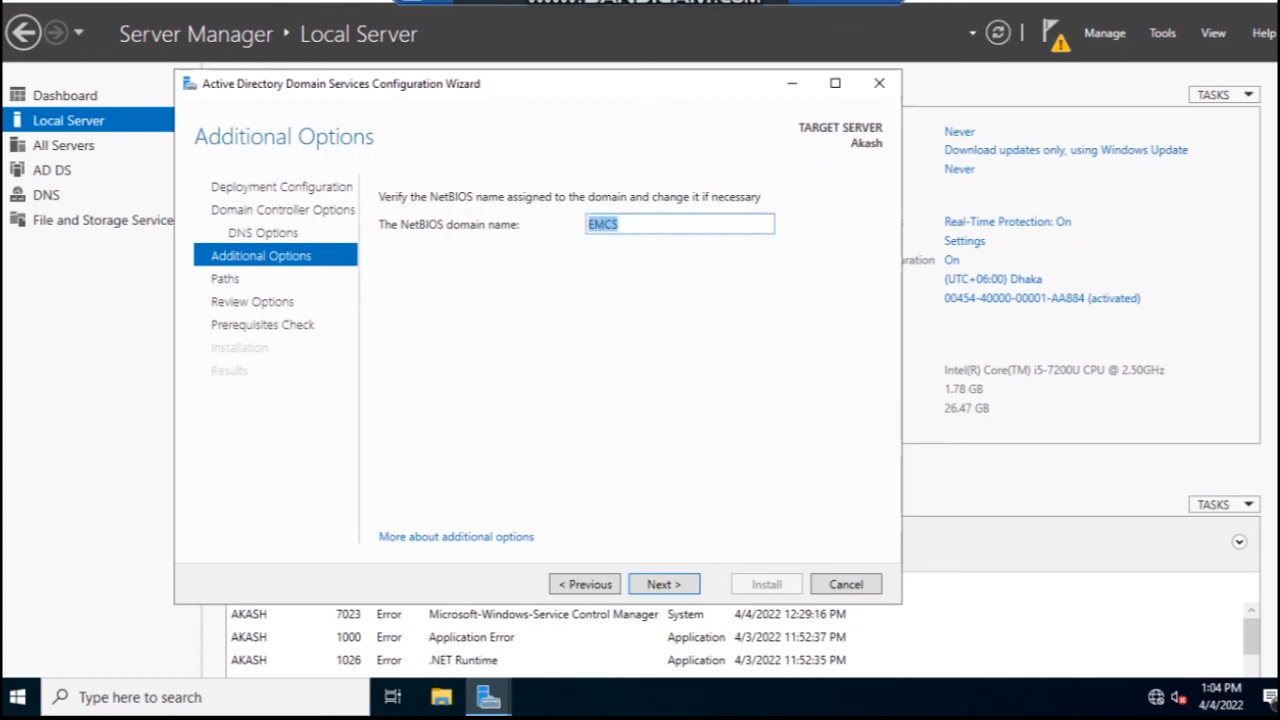 www.BANDICAM.com
Server Manager ‣ Local Server
Manage Tools View Help
Dashboard
Local Server
All Servers
AD DS
DNS
File and Storage Service
Active Directory Domain Services Configuration Wizard
Additional Options
TARGET SERVER
Akash
Deployment Configuration
Domain Controller Options
DNS Options
Additional Options
Paths
Review Options
Prerequisites Check
Installation
Results
Verify the NetBIOS name assigned to the domain and change it if necessary
The NetBIOS domain name: EMCS
More about additional options
< Previous Next > Install Cancel
TASKS
Never
Download updates only, using Windows Update
Never
Real-Time Protection: On
Settings
uration On
(UTC+06:00) Dhaka
00454-40000-00001-AA884 (activated)
Intel(R) Core(TM) i5-7200U CPU @ 2.50GHz
1.78 GB
26.47 GB
TASKS
AKASH 7023 Error Microsoft-Windows-Service Control Manager System 4/4/2022 12:29:16 PM
AKASH 1000 Error Application Error Application 4/3/2022 11:52:37 PM
AKASH 1026 Error .NET Runtime Application 4/3/2022 11:52:35 PM
Type here to search
1:04 PM
4/4/2022